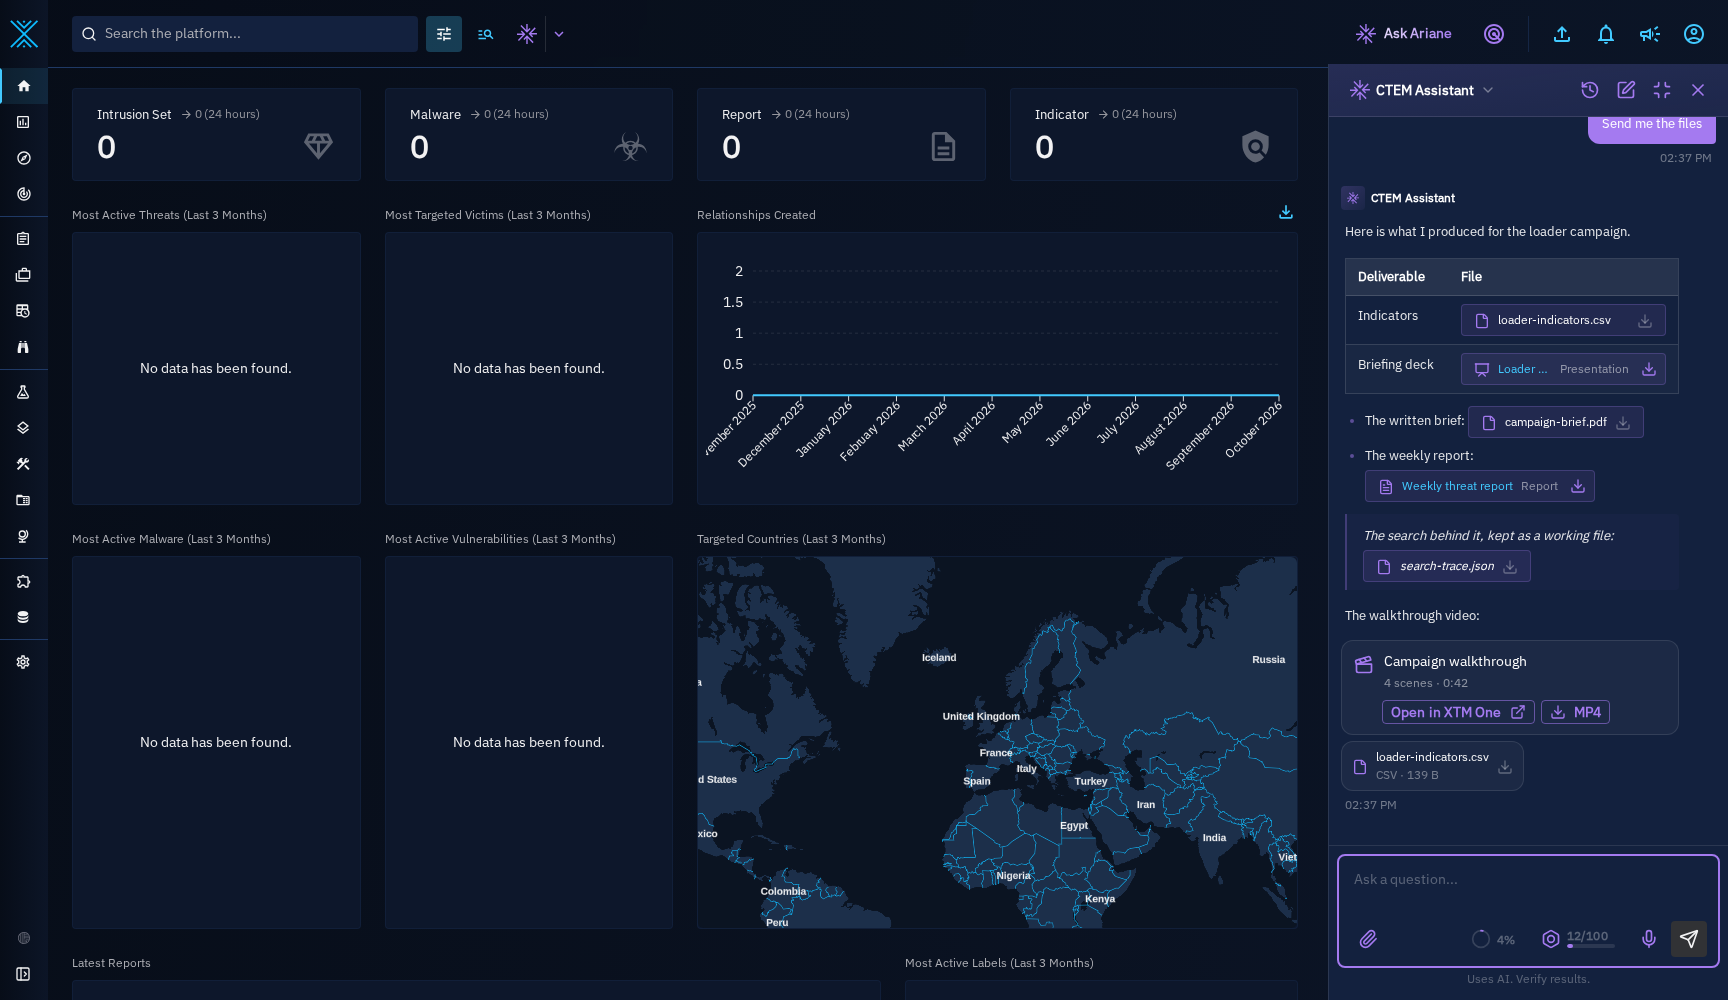 Search the platform...
Ask Ariane
CTEM Assistant
Intrusion Set → 0 (24 hours)
0
Malware → 0 (24 hours)
0
Report → 0 (24 hours)
0
Indicator → 0 (24 hours)
0
Most Active Threats (Last 3 Months)
No data has been found.
Most Targeted Victims (Last 3 Months)
No data has been found.
Relationships Created
2
1.5
1
0.5
0
vember 2025
December 2025
January 2026
February 2026
March 2026
April 2026
May 2026
June 2026
July 2026
August 2026
September 2026
October 2026
Most Active Malware (Last 3 Months)
No data has been found.
Most Active Vulnerabilities (Last 3 Months)
No data has been found.
Targeted Countries (Last 3 Months)
Iceland
Russia
a
United Kingdom
France
Italy
d States
Spain
Turkey
Iran
Egypt
xico
India
Viet
Nigeria
Colombia
Kenya
Peru
Latest Reports
Most Active Labels (Last 3 Months)
Send me the files
02:37 PM
CTEM Assistant
Here is what I produced for the loader campaign.
Deliverable File
Indicators loader-indicators.csv
Briefing deck Loader ... Presentation
The written brief: campaign-brief.pdf
The weekly report:
Weekly threat report Report
The search behind it, kept as a working file:
search-trace.json
The walkthrough video:
Campaign walkthrough
4 scenes · 0:42
Open in XTM One MP4
loader-indicators.csv
CSV · 139 B
02:37 PM
Ask a question...
4% 12/100
Uses AI. Verify results.